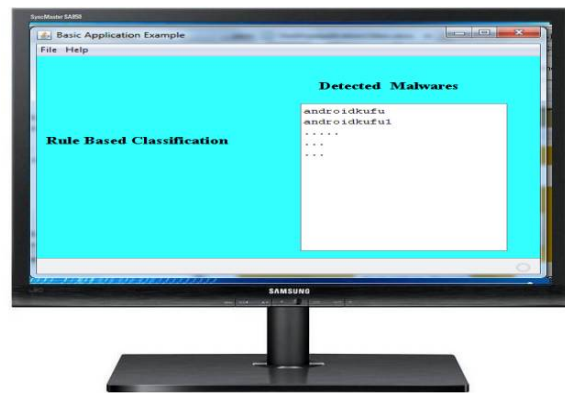 SyncMaster SA850
Basic Application Example
File Help
Detected Malwares
androidkufu
androidkufu1
.....
...
...
Rule Based Classification
SAMSUNG